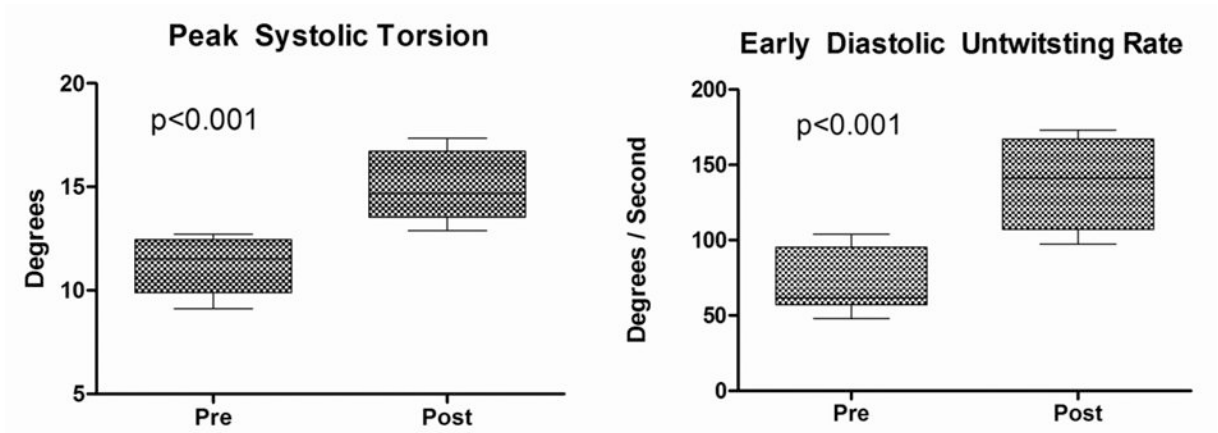 Peak Systolic Torsion
20
15
10
5
Degrees
p<0.001
Pre Post
Early Diastolic Untwitsting Rate
200
150
100
50
0
Degrees / Second
p<0.001
Pre Post